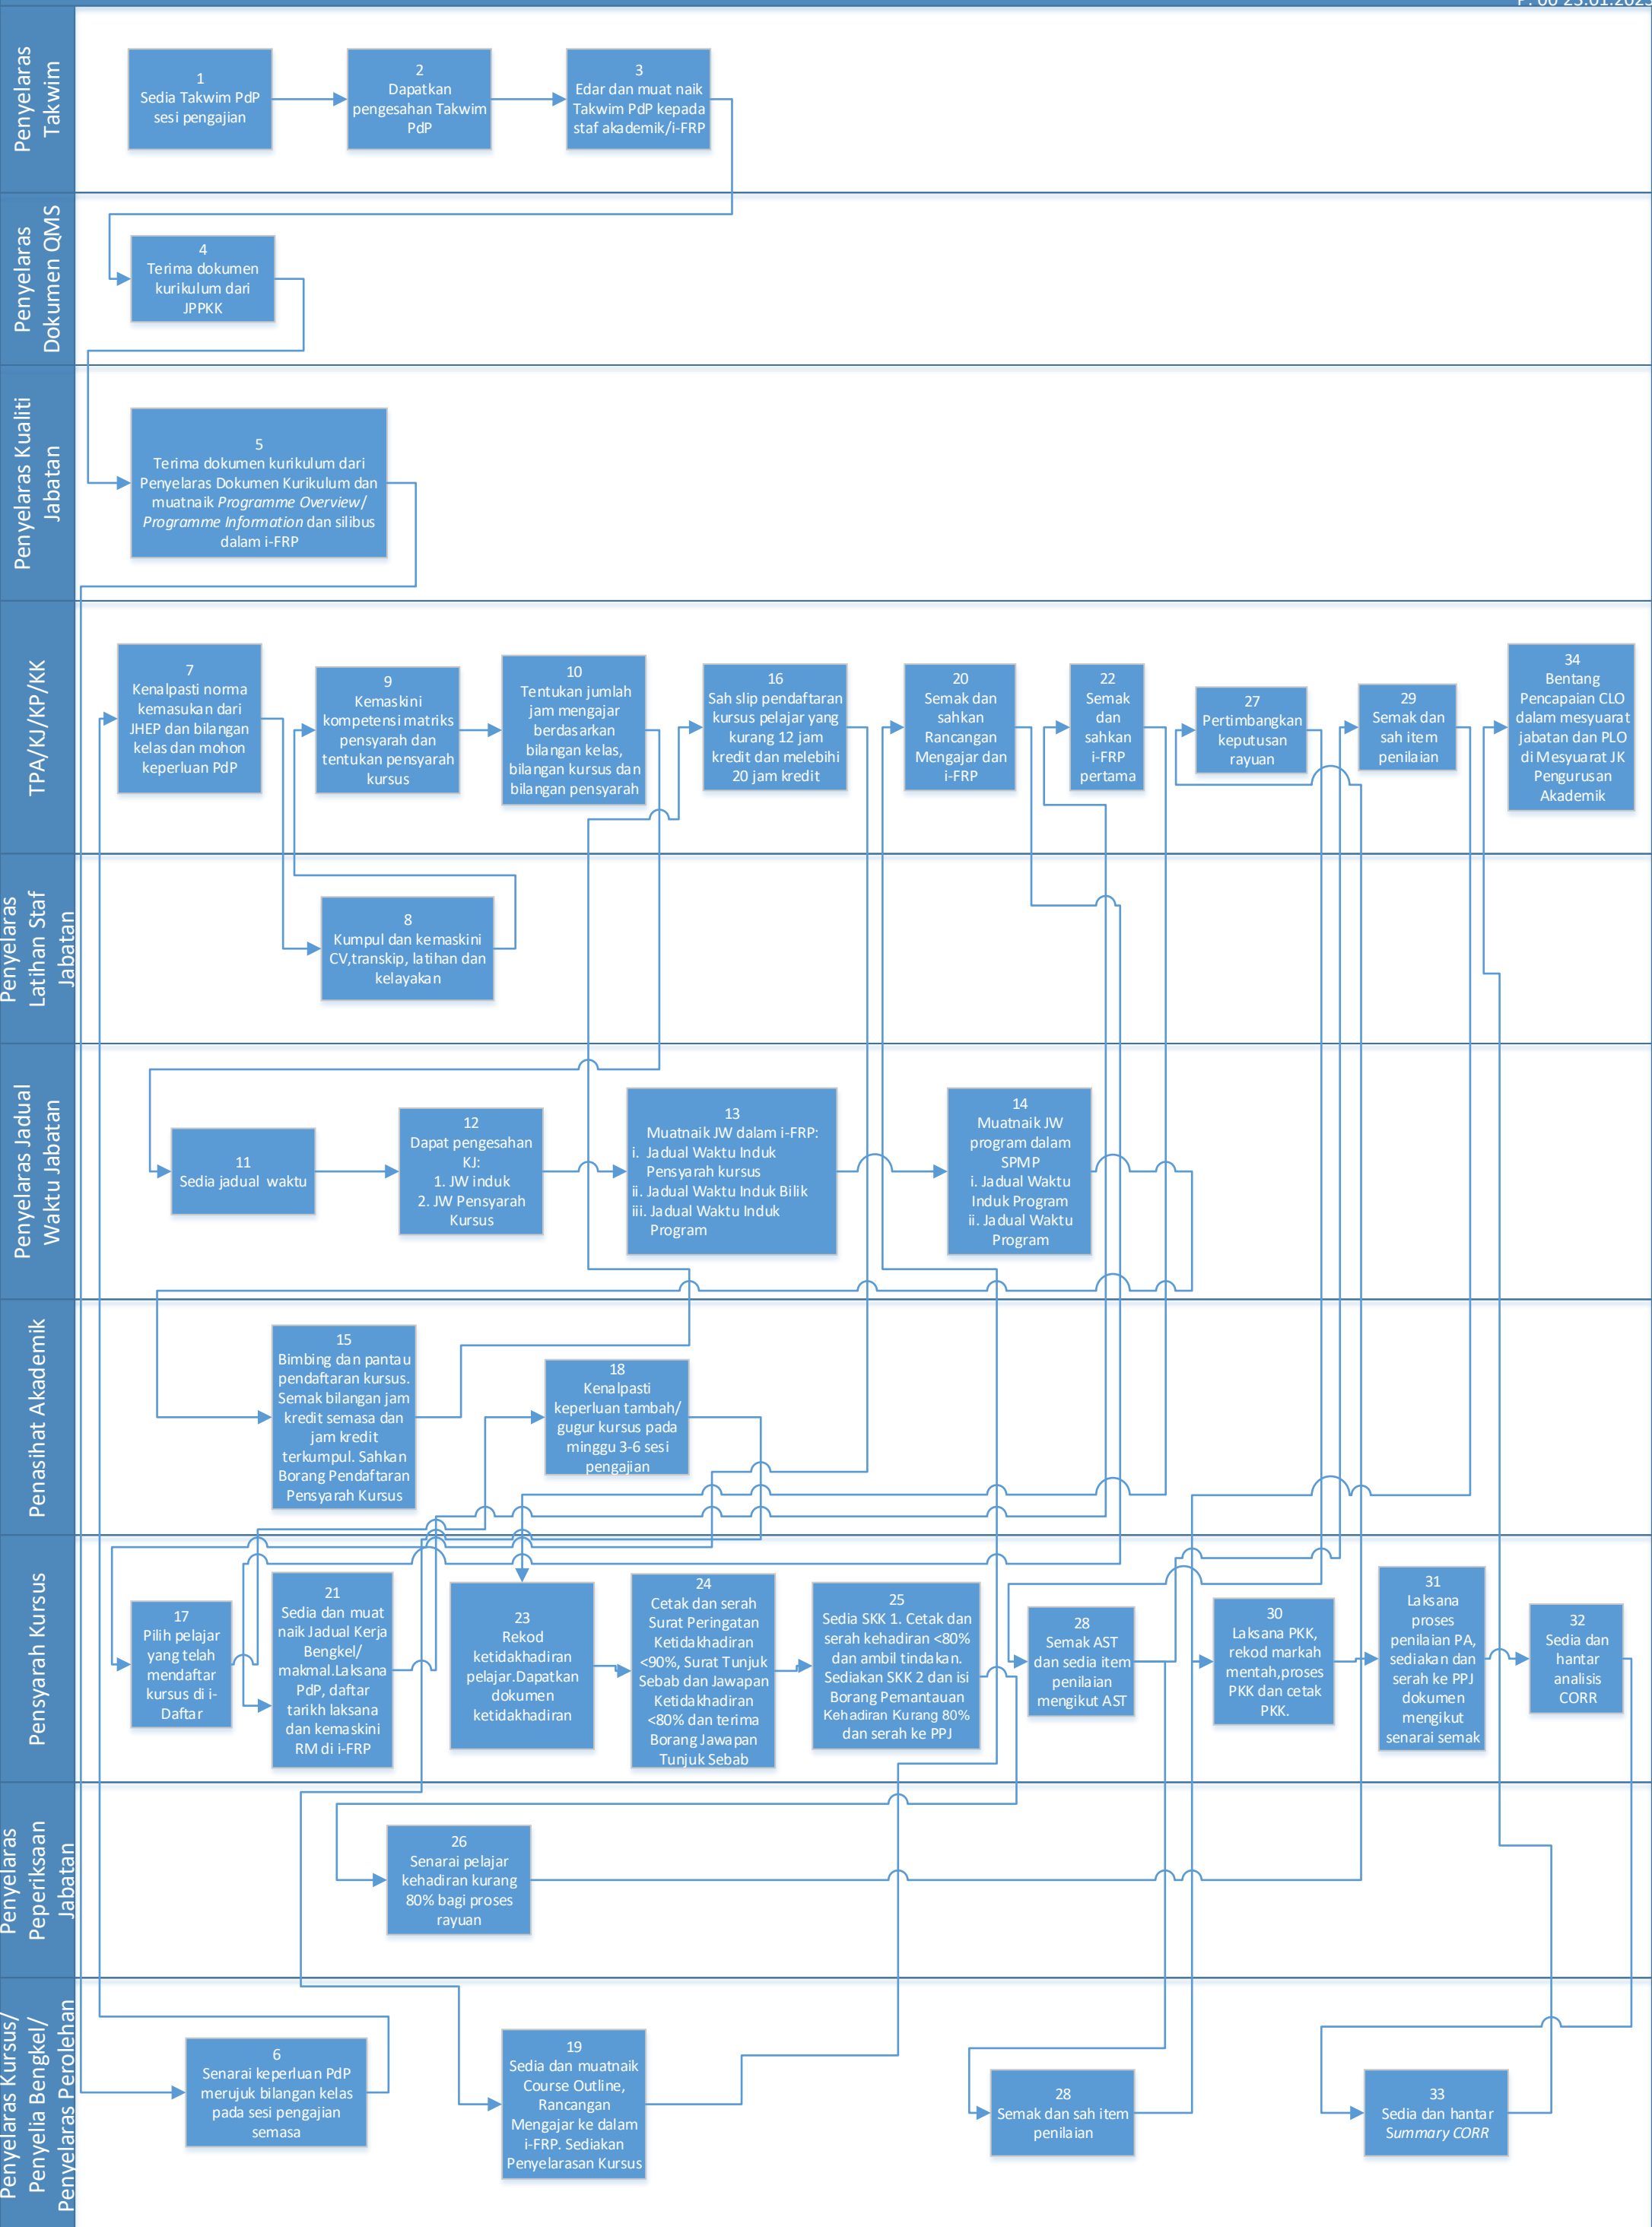 Penyelaras
Takwim
1
Sedia Takwim PdP
sesi pengajian
2
Dapatkan
pengesahan Takwim
PdP
3
Edar dan muat naik
Takwim PdP kepada
staf akademik/i-FRP
Penyelaras
Dokumen QMS
4
Terima dokumen
kurikulum dari
JPPKK
Penyelaras Kualiti
Jabatan
5
Terima dokumen kurikulum dari
Penyelaras Dokumen Kurikulum dan
muatnaik Programme Overview/
Programme Information dan silibus
dalam i-FRP
TPA/KJ/KP/KK
7
Kenalpasti norma
kemasukan dari
JHEP dan bilangan
kelas dan mohon
keperluan PdP
9
Kemaskini
kompetensi matriks
pensyarah dan
tentukan pensyarah
kursus
10
Tentukan jumlah
jam mengajar
berdasarkan
bilangan kelas,
bilangan kursus dan
bilangan pensyarah
16
Sah slip pendaftaran
kursus pelajar yang
kurang 12 jam
kredit dan melebihi
20 jam kredit
20
Semak dan
sahkan
Rancangan
Mengajar dan
i-FRP
22
Semak
dan
sahkan
i-FRP
pertama
27
Pertimbangkan
keputusan
rayuan
29
Semak dan
sah item
penilaian
34
Bentang
Pencapaian CLO
dalam mesyuarat
jabatan dan PLO
di Mesyuarat JK
Pengurusan
Akademik
Penyelaras
Latihan Staf
Jabatan
8
Kumpul dan kemaskini
CV,transkip, latihan dan
kelayakan
Penyelaras Jadual
Waktu Jabatan
11
Sedia jadual waktu
12
Dapat pengesahan
KJ:
1. JW induk
2. JW Pensyarah
Kursus
13
Muatnaik JW dalam i-FRP:
i. Jadual Waktu Induk
Pensyarah kursus
ii. Jadual Waktu Induk Bilik
iii. Jadual Waktu Induk
Program
14
Muatnaik JW
program dalam
SPMP
i. Jadual Waktu
Induk Program
ii. Jadual Waktu
Program
Penasihat Akademik
15
Bimbing dan pantau
pendaftaran kursus.
Semak bilangan jam
kredit semasa dan
jam kredit
terkumpul. Sahkan
Borang Pendaftaran
Pensyarah Kursus
18
Kenalpasti
keperluan tambah/
gugur kursus pada
minggu 3-6 sesi
pengajian
Pensyarah Kursus
17
Pilih pelajar
yang telah
mendaftar
kursus di i-
Daftar
21
Sedia dan muat
naik Jadual Kerja
Bengkel/
makmal.Laksana
PdP, daftar
tarikh laksana
dan kemaskini
RM di i-FRP
23
Rekod
ketidakhadiran
pelajar.Dapatkan
dokumen
ketidakhadiran
24
Cetak dan serah
Surat Peringatan
Ketidakhadiran
<90%, Surat Tunjuk
Sebab dan Jawapan
Ketidakhadiran
<80% dan terima
Borang Jawapan
Tunjuk Sebab
25
Sedia SKK 1. Cetak dan
serah kehadiran <80%
dan ambil tindakan.
Sediakan SKK 2 dan isi
Borang Pemantauan
Kehadiran Kurang 80%
dan serah ke PPJ
28
Semak AST
dan sedia item
penilaian
mengikut AST
30
Laksana PKK,
rekod markah
mentah,proses
PKK dan cetak
PKK.
31
Laksana
proses
penilaian PA,
sediakan dan
serah ke PPJ
dokumen
mengikut
senarai semak
32
Sedia dan
hantar
analisis
CORR
Penyelaras
Peperiksaan
Jabatan
26
Senarai pelajar
kehadiran kurang
80% bagi proses
rayuan
Penyelaras Kursus/
Penyelia Bengkel/
Penyelaras Perolehan
6
Senarai keperluan PdP
merujuk bilangan kelas
pada sesi pengajian
semasa
19
Sedia dan muatnaik
Course Outline,
Rancangan
Mengajar ke dalam
i-FRP. Sediakan
Penyelarasan Kursus
28
Semak dan sah item
penilaian
33
Sedia dan hantar
Summary CORR